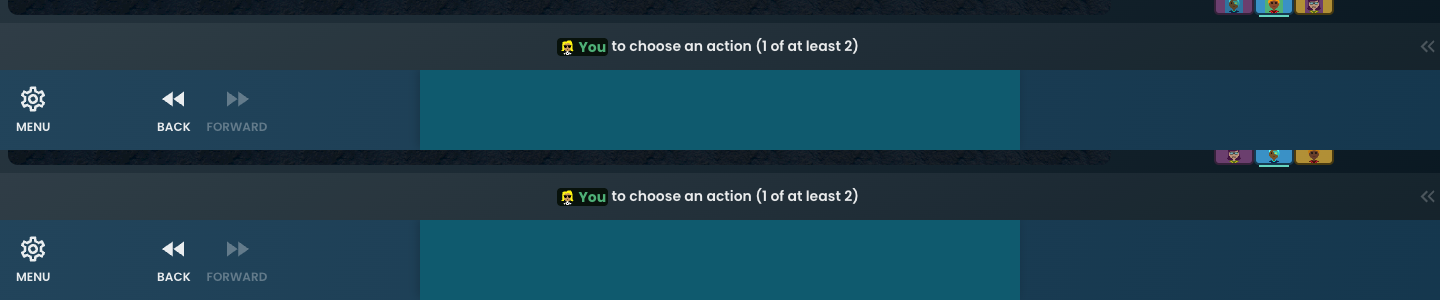 You to choose an action (1 of at least 2)
MENU BACK FORWARD
You to choose an action (1 of at least 2)
MENU BACK FORWARD